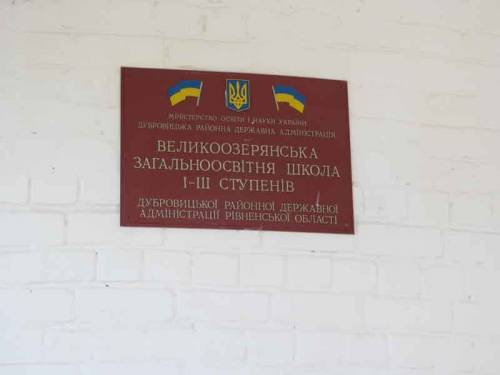 МІНІСТЕРСТВО ОСВІТИ І НАУКИ УКРАЇНИ
ДУБРОВИЦЬКА РАЙОННА ДЕРЖАВНА АДМІНІСТРАЦІЯ
ВЕЛИКООЗЕРЯНСЬКА
ЗАГАЛЬНООСВІТНЯ ШКОЛА
І-ІІІ СТУПЕНІВ
ДУБРОВИЦЬКОЇ РАЙОННОЇ ДЕРЖАВНОЇ
АДМІНІСТРАЦІЇ РІВНЕНСЬКОЇ ОБЛАСТІ